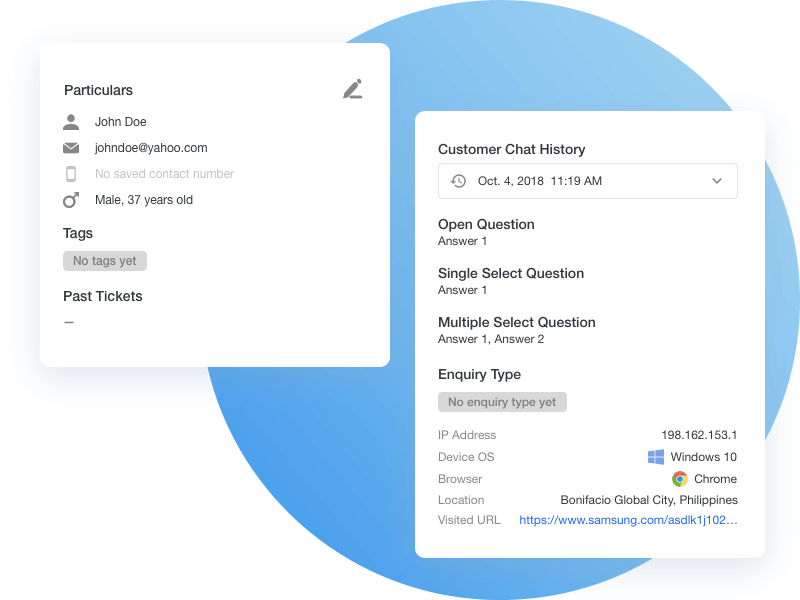 Particulars
John Doe
johndoe@yahoo.com
No saved contact number
Male, 37 years old
Tags
No tags yet
Past Tickets
–
Customer Chat History
Oct. 4, 2018 11:19 AM
Open Question
Answer 1
Single Select Question
Answer 1
Multiple Select Question
Answer 1, Answer 2
Enquiry Type
No enquiry type yet
IP Address 198.162.153.1
Device OS Windows 10
Browser Chrome
Location Bonifacio Global City, Philippines
Visited URL https://www.samsung.com/asdlk1j102...